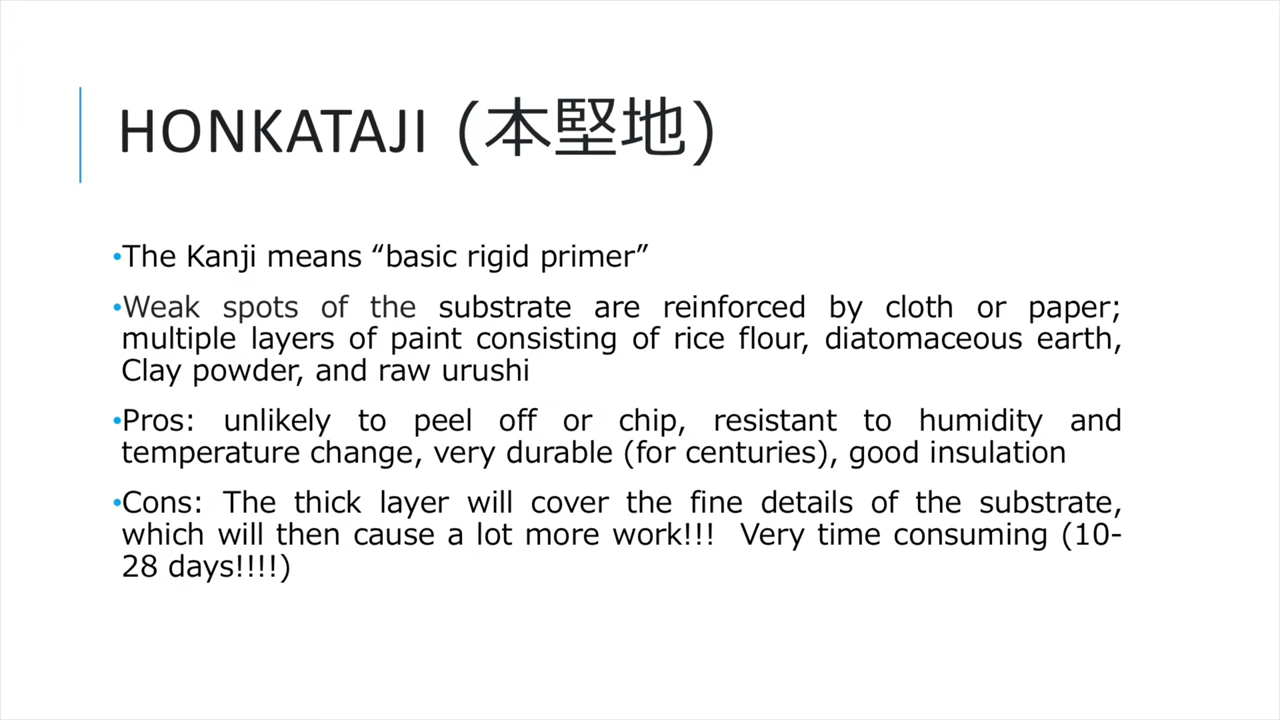 HONKATAJI (本堅地)
•The Kanji means “basic rigid primer”
•Weak spots of the substrate are reinforced by cloth or paper;
multiple layers of paint consisting of rice flour, diatomaceous earth,
Clay powder, and raw urushi
•Pros: unlikely to peel off or chip, resistant to humidity and
temperature change, very durable (for centuries), good insulation
•Cons: The thick layer will cover the fine details of the substrate,
which will then cause a lot more work!!! Very time consuming (10-
28 days!!!!)